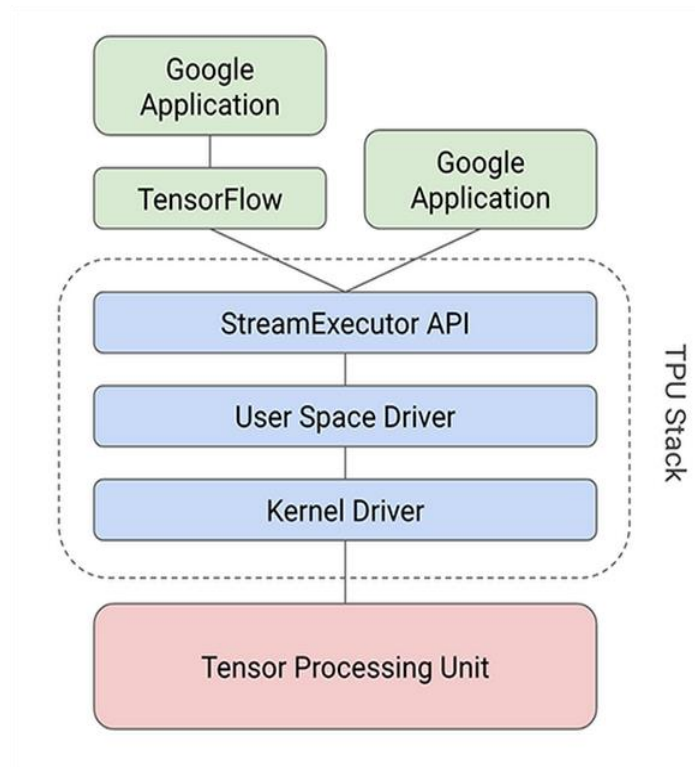 Google
Application
TensorFlow
Google
Application
StreamExecutor API
User Space Driver
Kernel Driver
TPU Stack
Tensor Processing Unit